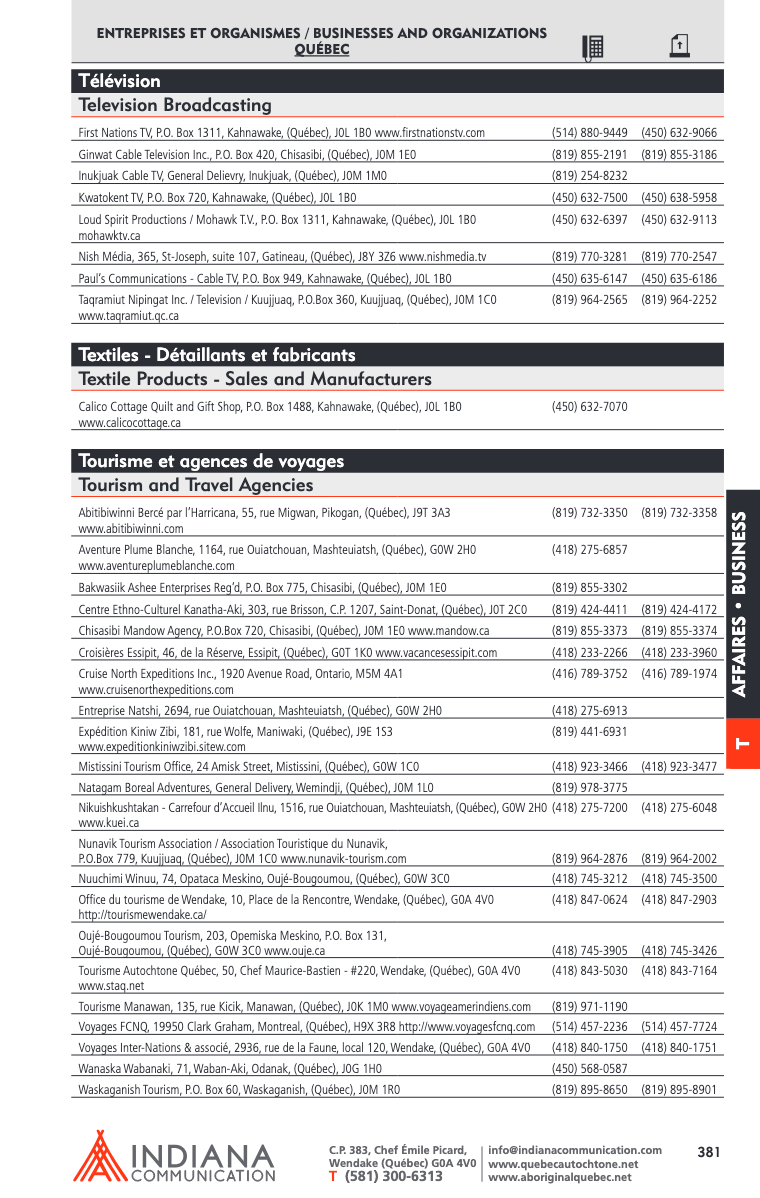 ENTREPRISES ET ORGANISMES / BUSINESSES AND ORGANIZATIONS
QUÉBEC
Télévision
Television Broadcasting
First Nations TV, P.O. Box 1311, Kahnawake, (Québec), J0L 1B0 www.firstnationstv.com (514) 880-9449 (450) 632-9066
Ginwat Cable Television Inc., P.O. Box 420, Chisasibi, (Québec), J0M 1E0 (819) 855-2191 (819) 855-3186
Inukjuak Cable TV, General Delievry, Inukjuak, (Québec), J0M 1M0 (819) 254-8232
Kwatokent TV, P.O. Box 720, Kahnawake, (Québec), J0L 1B0 (450) 632-7500 (450) 638-5958
Loud Spirit Productions / Mohawk T.V., P.O. Box 1311, Kahnawake, (Québec), J0L 1B0 (450) 632-6397 (450) 632-9113
mohawktv.ca
Nish Média, 365, St-Joseph, suite 107, Gatineau, (Québec), J8Y 3Z6 www.nishmedia.tv (819) 770-3281 (819) 770-2547
Paul's Communications - Cable TV, P.O. Box 949, Kahnawake, (Québec), J0L 1B0 (450) 635-6147 (450) 635-6186
Taqramiut Nipingat Inc. / Television / Kuujjuaq, P.O.Box 360, Kuujjuaq, (Québec), J0M 1C0 (819) 964-2565 (819) 964-2252
www.taqramiut.qc.ca
Textiles - Détaillants et fabricants
Textile Products - Sales and Manufacturers
Calico Cottage Quilt and Gift Shop, P.O. Box 1488, Kahnawake, (Québec), J0L 1B0 (450) 632-7070
www.calicocottage.ca
Tourisme et agences de voyages
Tourism and Travel Agencies
Abitibiwinni Bercé par l'Harricana, 55, rue Migwan, Pikogan, (Québec), J9T 3A3 (819) 732-3350 (819) 732-3358
www.abitibiwinni.com
Aventure Plume Blanche, 1164, rue Ouiatchouan, Mashteuiatsh, (Québec), G0W 2H0 (418) 275-6857
www.aventureplumeblanche.com
Bakwasiik Ashee Enterprises Reg'd, P.O. Box 775, Chisasibi, (Québec), J0M 1E0 (819) 855-3302
Centre Ethno-Culturel Kanatha-Aki, 303, rue Brisson, C.P. 1207, Saint-Donat, (Québec), J0T 2C0 (819) 424-4411 (819) 424-4172
Chisasibi Mandow Agency, P.O.Box 720, Chisasibi, (Québec), J0M 1E0 www.mandow.ca (819) 855-3373 (819) 855-3374
Croisières Essipit, 46, de la Réserve, Essipit, (Québec), G0T 1K0 www.vacancesessipit.com (418) 233-2266 (418) 233-3960
Cruise North Expeditions Inc., 1920 Avenue Road, Ontario, M5M 4A1 (416) 789-3752 (416) 789-1974
www.cruisenorthexpeditions.com
Entreprise Natshi, 2694, rue Ouiatchouan, Mashteuiatsh, (Québec), G0W 2H0 (418) 275-6913
Expédition Kiniw Zibi, 181, rue Wolfe, Maniwaki, (Québec), J9E 1S3 (819) 441-6931
www.expeditionkiniwzibi.sitew.com
Mistissini Tourism Office, 24 Amisk Street, Mistissini, (Québec), G0W 1C0 (418) 923-3466 (418) 923-3477
Natagam Boreal Adventures, General Delivery, Wemindji, (Québec), J0M 1L0 (819) 978-3775
Nikuishkushtakan - Carrefour d'Accueil Ilnu, 1516, rue Ouiatchouan, Mashteuiatsh, (Québec), G0W 2H0 (418) 275-7200 (418) 275-6048
www.kuei.ca
Nunavik Tourism Association / Association Touristique du Nunavik,
P.O.Box 779, Kuujjuaq, (Québec), J0M 1C0 www.nunavik-tourism.com (819) 964-2876 (819) 964-2002
Nuuchimi Winuu, 74, Opataca Meskino, Oujé-Bougoumou, (Québec), G0W 3C0 (418) 745-3212 (418) 745-3500
Office du tourisme de Wendake, 10, Place de la Rencontre, Wendake, (Québec), G0A 4V0 (418) 847-0624 (418) 847-2903
http://tourismewendake.ca/
Oujé-Bougoumou Tourism, 203, Opemiska Meskino, P.O. Box 131,
Oujé-Bougoumou, (Québec), G0W 3C0 www.ouje.ca (418) 745-3905 (418) 745-3426
Tourisme Autochtone Québec, 50, Chef Maurice-Bastien - #220, Wendake, (Québec), G0A 4V0 (418) 843-5030 (418) 843-7164
www.staq.net
Tourisme Manawan, 135, rue Kicik, Manawan, (Québec), J0K 1M0 www.voyageamerindiens.com (819) 971-1190
Voyages FCNQ, 19950 Clark Graham, Montreal, (Québec), H9X 3R8 http://www.voyagesfcnq.com (514) 457-2236 (514) 457-7724
Voyages Inter-Nations & associé, 2936, rue de la Faune, local 120, Wendake, (Québec), G0A 4V0 (418) 840-1750 (418) 840-1751
Wanaska Wabanaki, 71, Waban-Aki, Odanak, (Québec), J0G 1H0 (450) 568-0587
Waskaganish Tourism, P.O. Box 60, Waskaganish, (Québec), J0M 1R0 (819) 895-8650 (819) 895-8901
AFFAIRES • BUSINESS
T
INDIANA
COMMUNICATION
C.P. 383, Chef Émile Picard,
Wendake (Québec) G0A 4V0
T (581) 300-6313
info@indianacommunication.com
www.quebecautochtone.net
www.aboriginalquebec.net
381